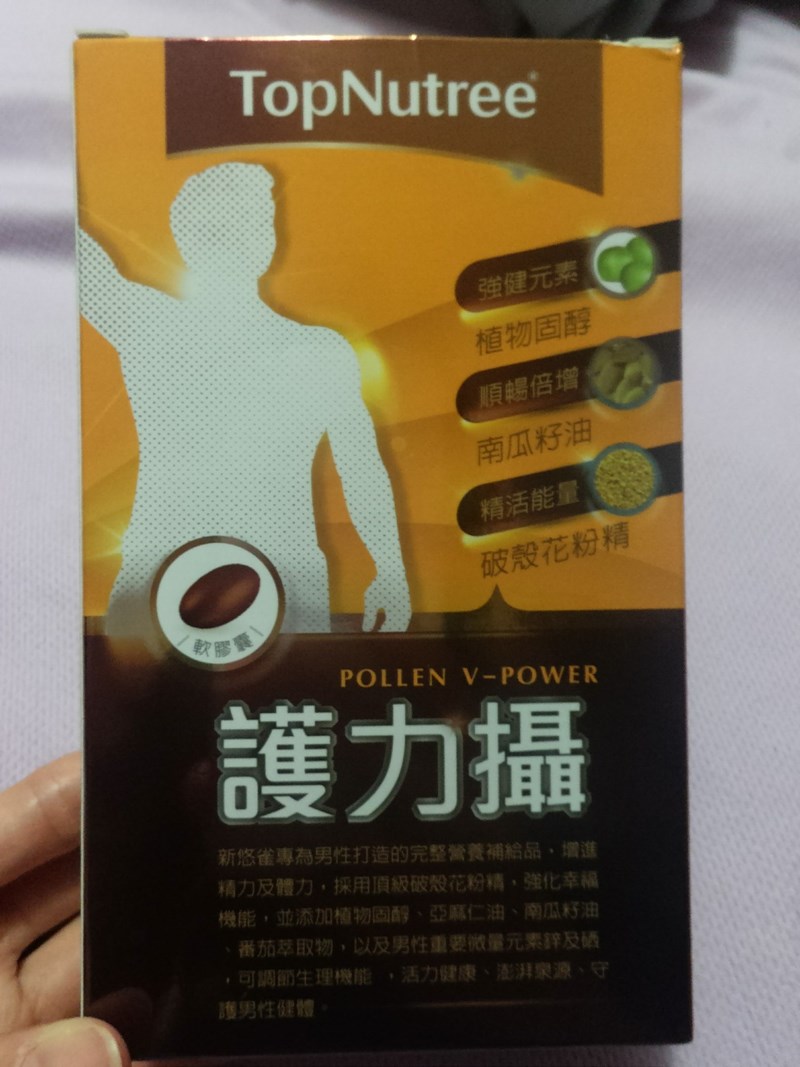 TopNutree®
強健元素
植物固醇
順暢倍增
南瓜籽油
精活能量
破殼花粉精
軟膠囊
POLLEN V-POWER
護力攝
新悠雀專為男性打造的完整營養補給品，增進
精力及體力，採用頂級破殼花粉精，強化幸福
機能，並添加植物固醇、亞麻仁油、南瓜籽油
、番茄萃取物，以及男性重要微量元素鋅及硒
，可調節生理機能 ，活力健康、澎湃泉源、守
護男性健體。